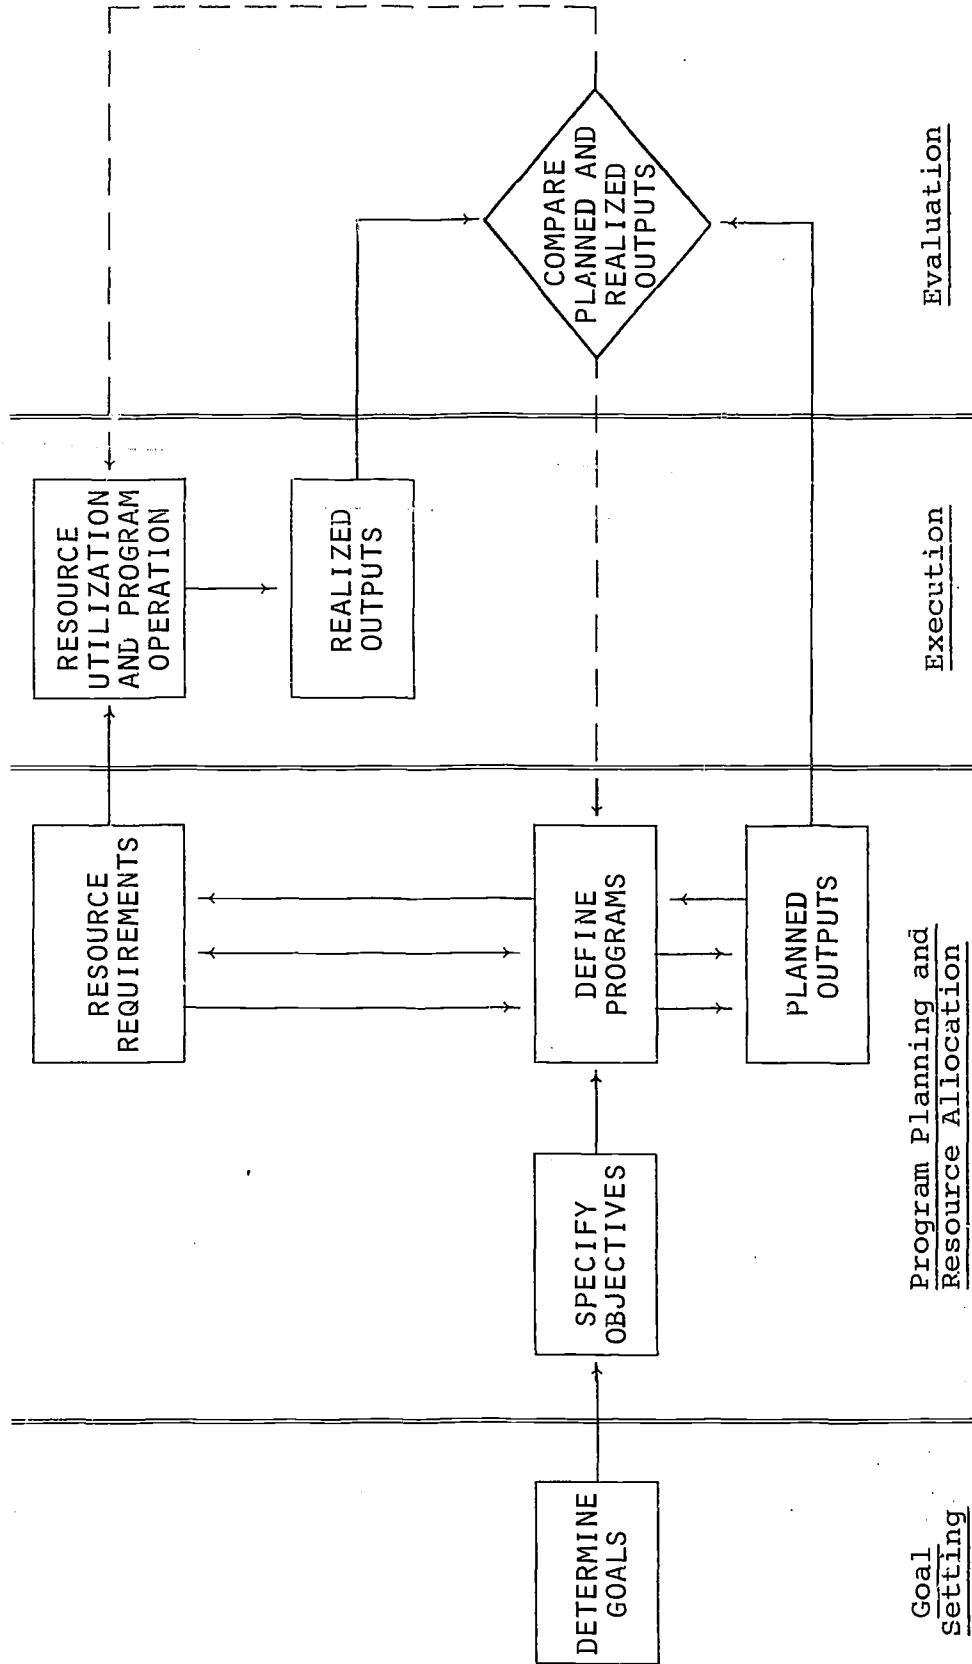 RESOURCE
REQUIREMENTS
RESOURCE
UTILIZATION
AND PROGRAM
OPERATION
REALIZED
OUTPUTS
DETERMINE
GOALS
SPECIFY
OBJECTIVES
DEFINE
PROGRAMS
COMPARE
PLANNED AND
REALIZED
OUTPUTS
PLANNED
OUTPUTS
Goal
Setting
Program Planning and
Resource Allocation
Execution
Evaluation